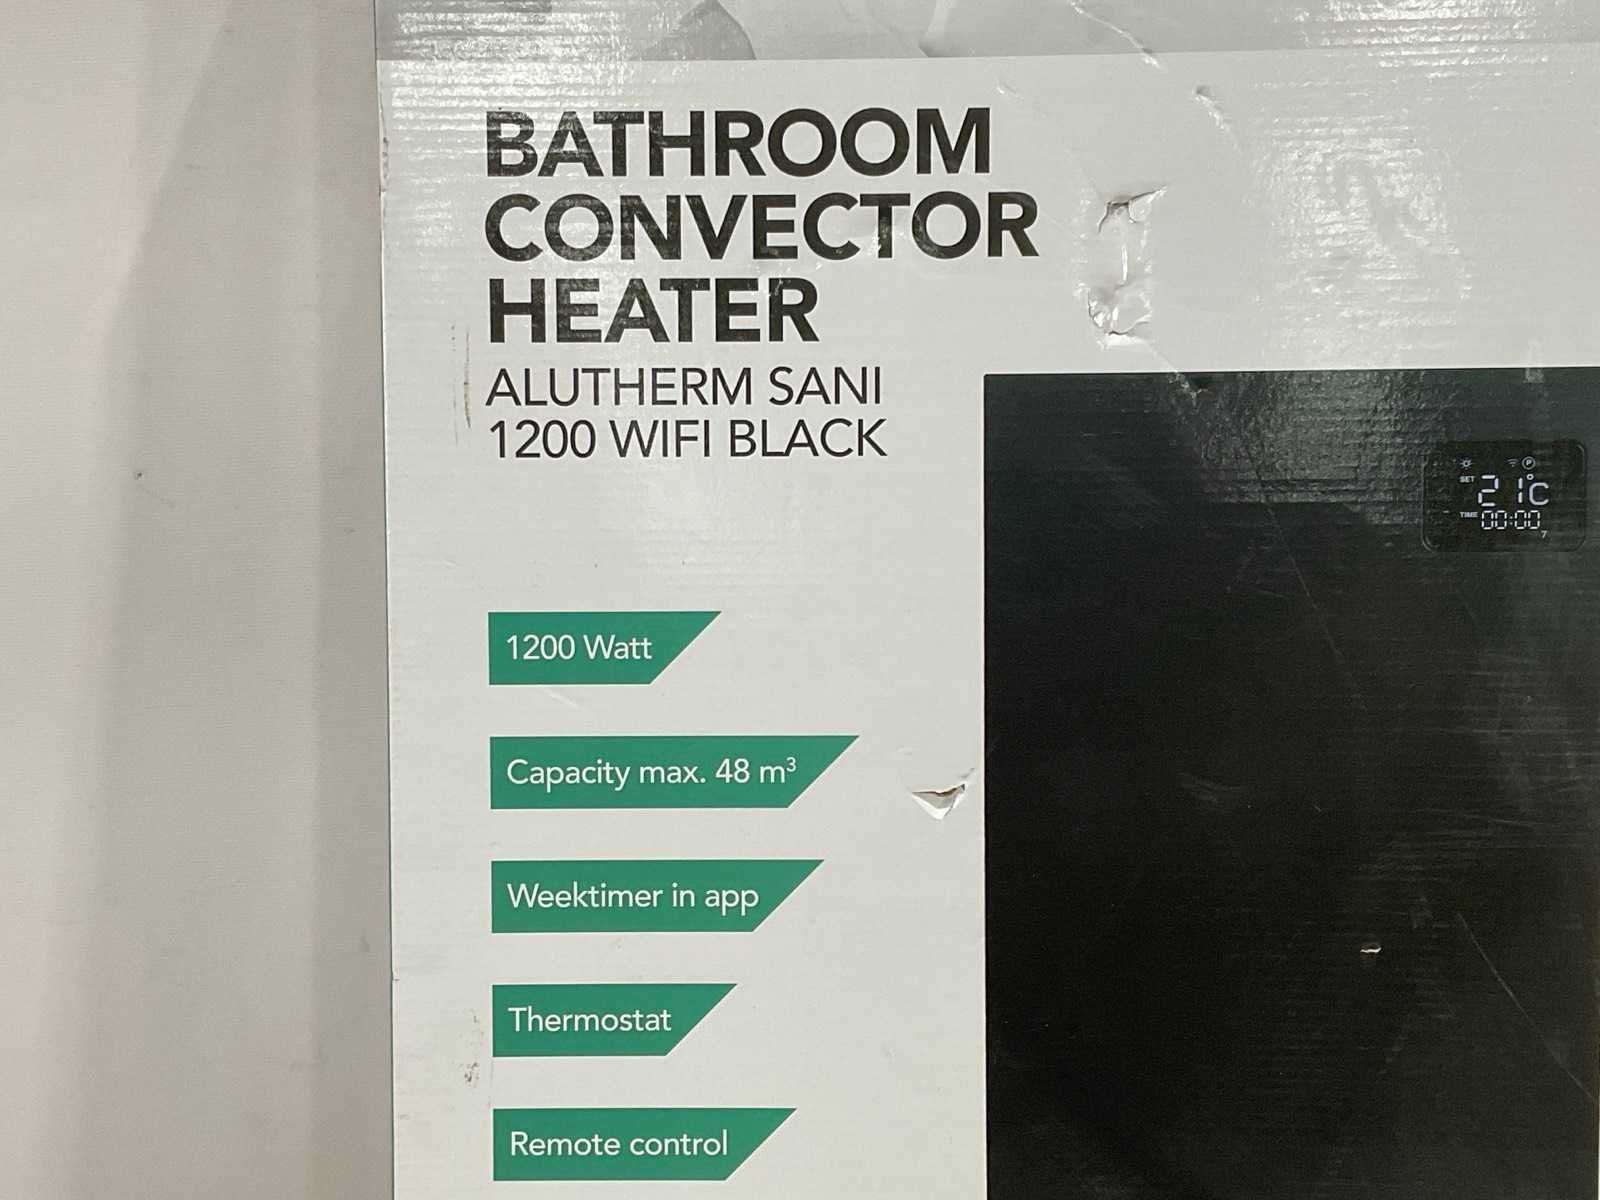 BATHROOM
CONVECTOR
HEATER
ALUTHERM SANI
1200 WIFI BLACK
1200 Watt
Capacity max. 48 m³
Weektimer in app
Thermostat
Remote control
P
SET 21°C
TIME 00:00
7